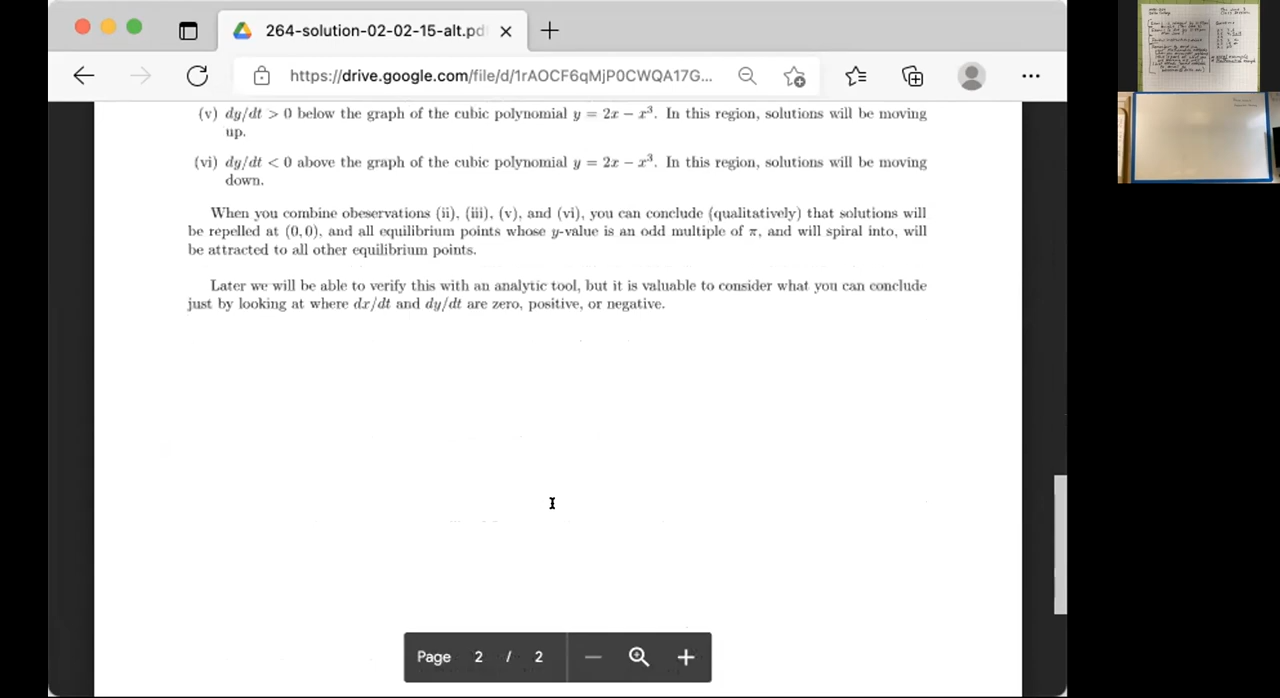 264-solution-02-02-15-alt.pd
https://drive.google.com/file/d/1rAOCF6qMjP0CWQA17G...
(v) dy/dt > 0 below the graph of the cubic polynomial y = 2x − x³. In this region, solutions will be moving
up.
(vi) dy/dt < 0 above the graph of the cubic polynomial y = 2x − x³. In this region, solutions will be moving
down.
When you combine obeservations (ii), (iii), (v), and (vi), you can conclude (qualitatively) that solutions will
be repelled at (0, 0), and all equilibrium points whose y-value is an odd multiple of π, and will spiral into, will
be attracted to all other equilibrium points.
Later we will be able to verify this with an analytic tool, but it is valuable to consider what you can conclude
just by looking at where dx/dt and dy/dt are zero, positive, or negative.
Page 2 / 2